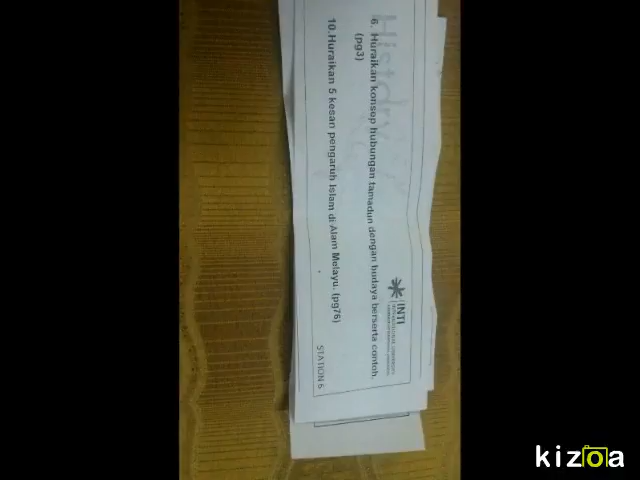 INTI
6. Huraikan konsep hubungan tamadun dengan budaya berserta contoh.
(pg3)
10.Huraikan 5 kesan pengaruh Islam di Alam Melayu. (pg76)
STATION 5
History
kizoa